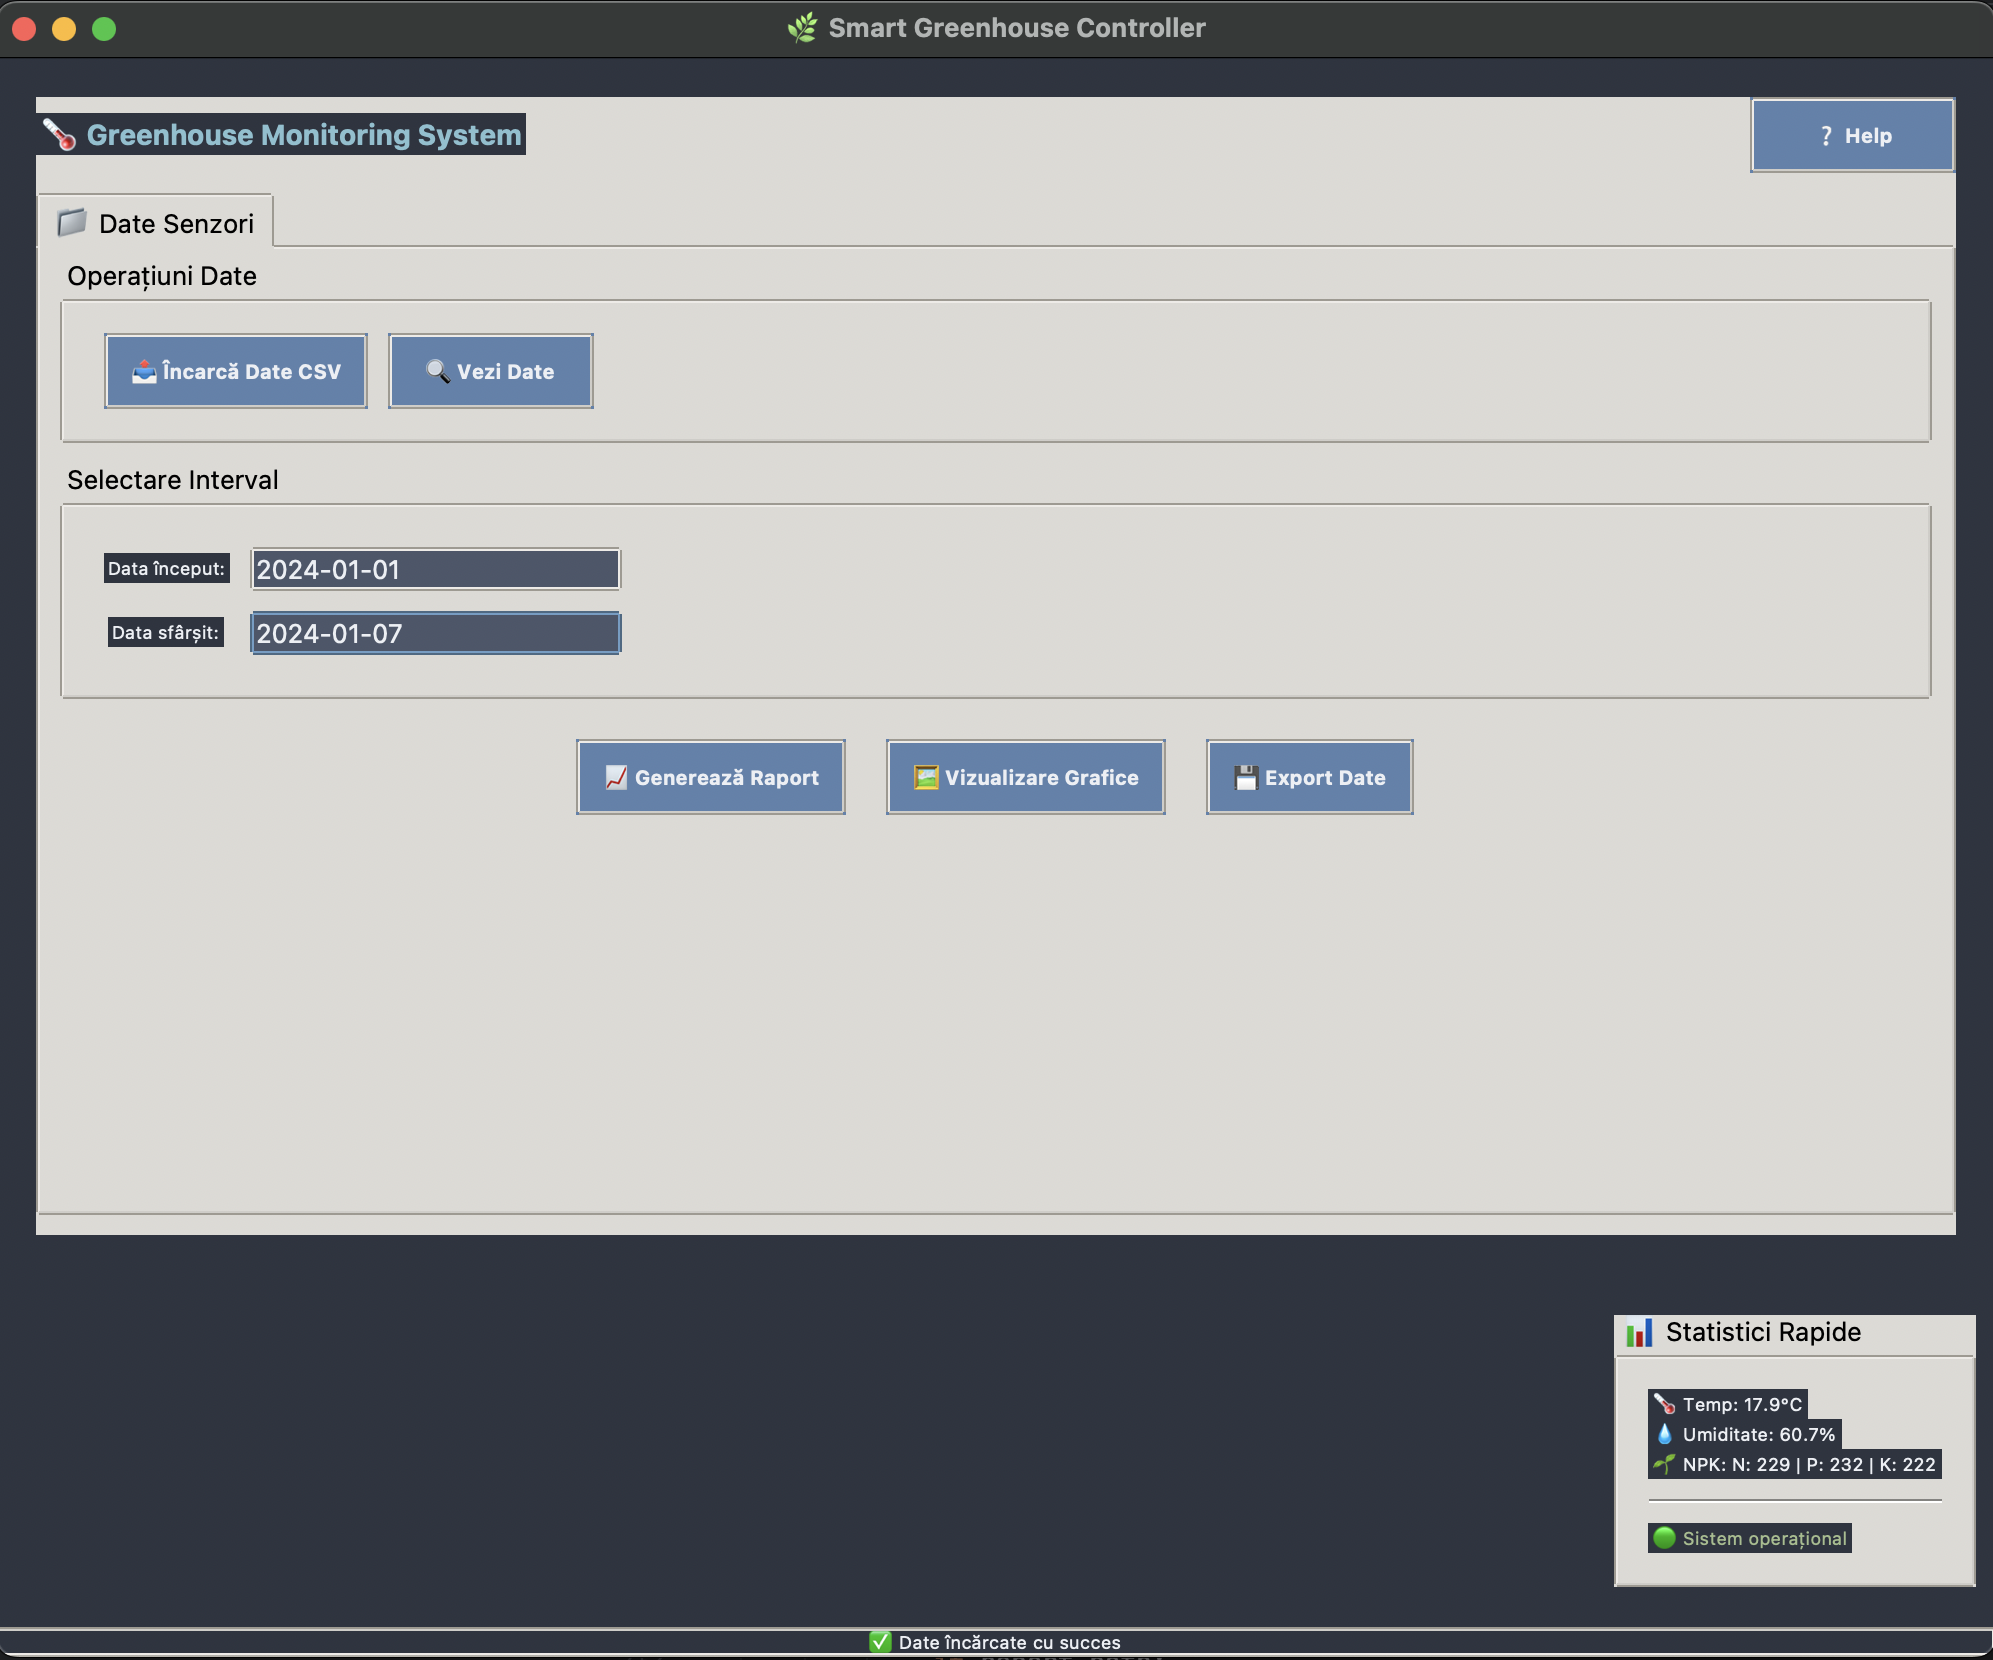 Smart Greenhouse Controller
Greenhouse Monitoring System
? Help
Date Senzori
Operațiuni Date
Încarcă Date CSV
Vezi Date
Selectare Interval
Data început: 2024-01-01
Data sfârșit: 2024-01-07
Generează Raport
Vizualizare Grafice
Export Date
Statistici Rapide
Temp: 17.9°C
Umiditate: 60.7%
NPK: N: 229 | P: 232 | K: 222
Sistem operațional
Date încărcate cu succes